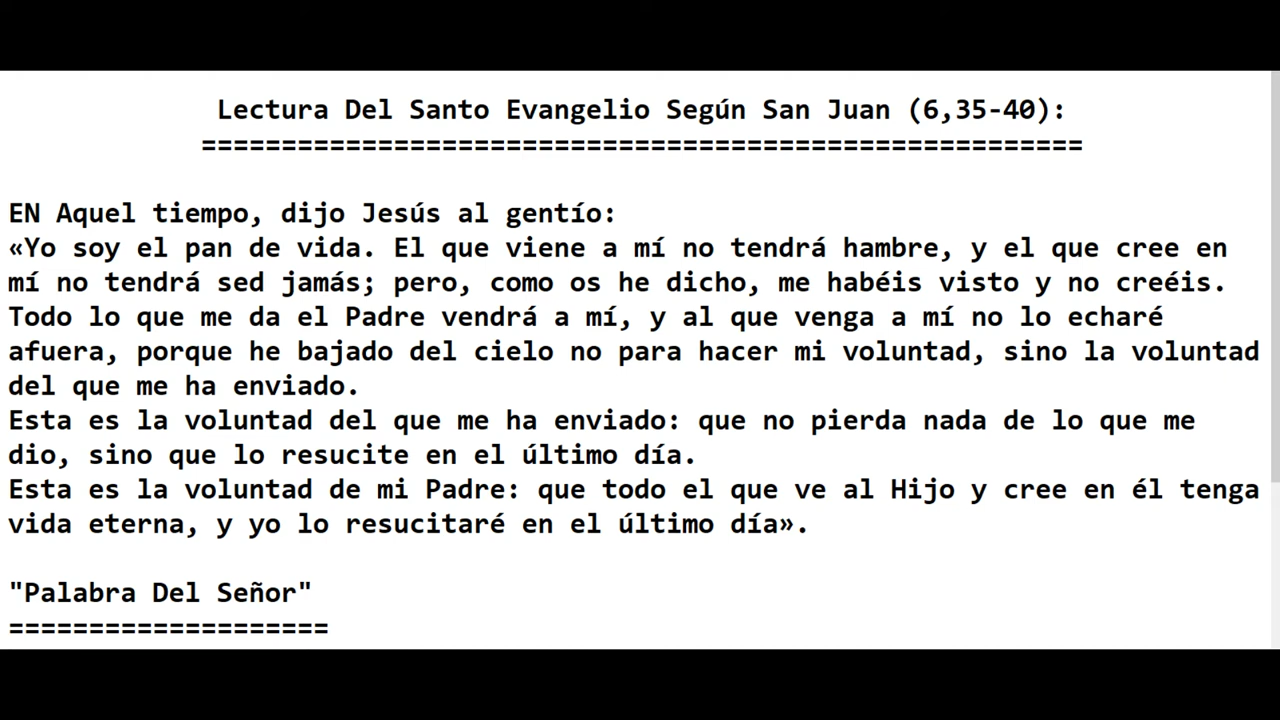 Lectura Del Santo Evangelio Según San Juan (6,35-40):
=======================================================
EN Aquel tiempo, dijo Jesús al gentío:
«Yo soy el pan de vida. El que viene a mí no tendrá hambre, y el que cree en
mí no tendrá sed jamás; pero, como os he dicho, me habéis visto y no creéis.
Todo lo que me da el Padre vendrá a mí, y al que venga a mí no lo echaré
afuera, porque he bajado del cielo no para hacer mi voluntad, sino la voluntad
del que me ha enviado.
Esta es la voluntad del que me ha enviado: que no pierda nada de lo que me
dio, sino que lo resucite en el último día.
Esta es la voluntad de mi Padre: que todo el que ve al Hijo y cree en él tenga
vida eterna, y yo lo resucitaré en el último día».
"Palabra Del Señor"
====================